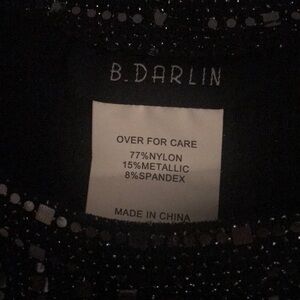 B.DARLIN
OVER FOR CARE
77%NYLON
15%METALLIC
8%SPANDEX
MADE IN CHINA